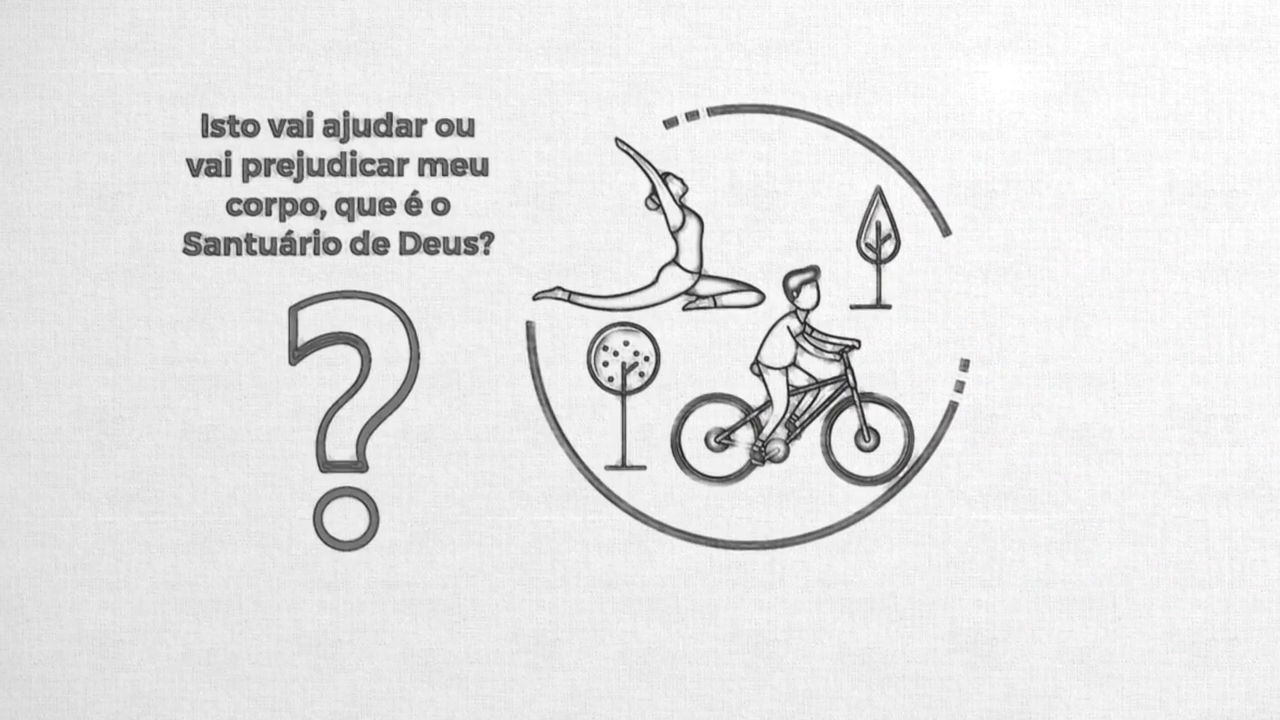 Isto vai ajudar ou
vai prejudicar meu
corpo, que é o
Santuário de Deus?
?